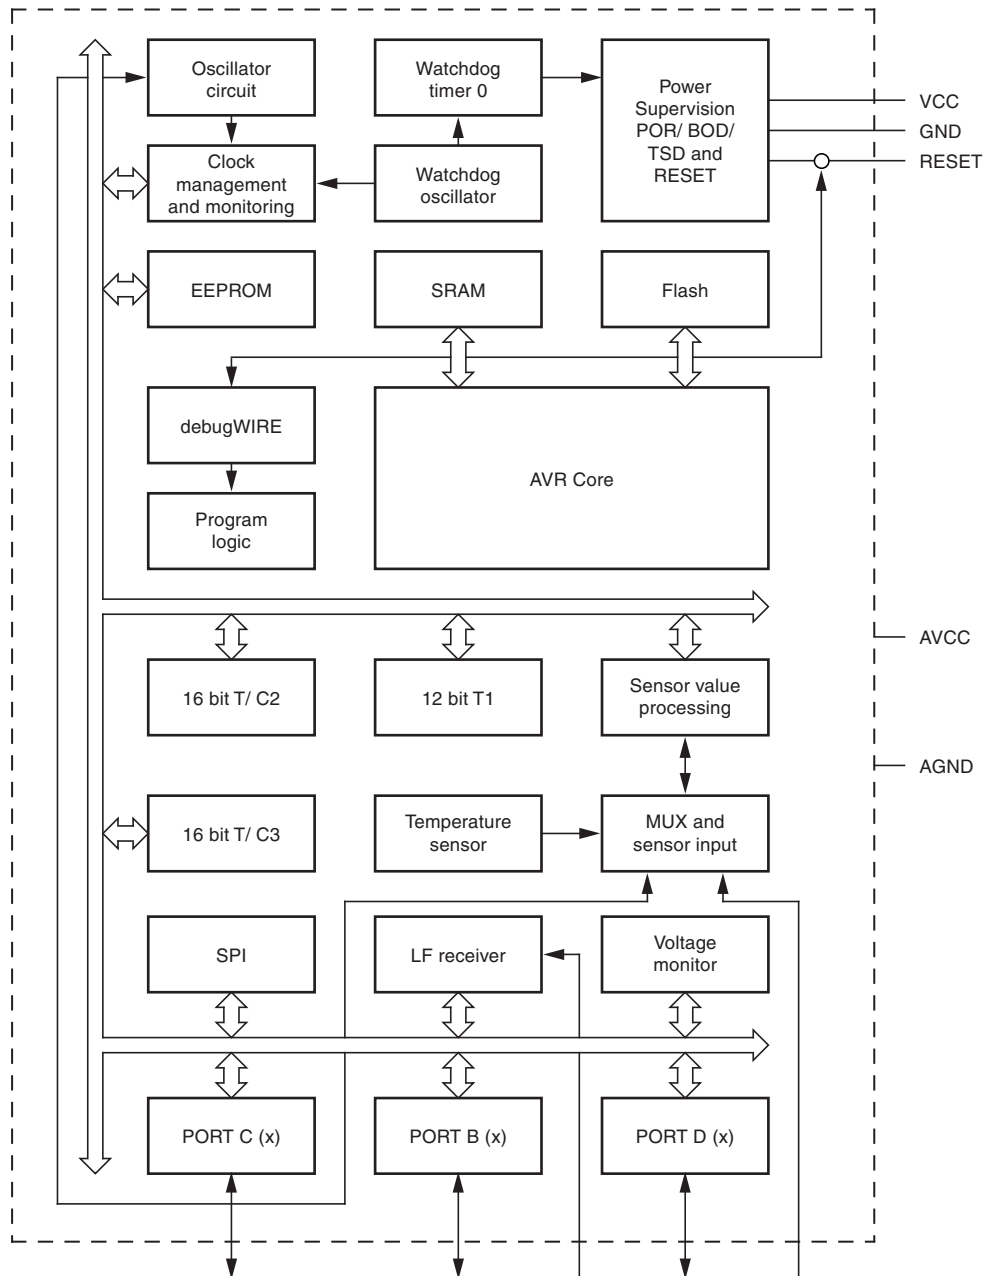 Oscillator
circuit
Watchdog
timer 0
Power
Supervision
POR/ BOD/
TSD and
RESET
VCC
GND
RESET
Clock
management
and monitoring
Watchdog
oscillator
EEPROM
SRAM
Flash
debugWIRE
AVR Core
Program
logic
AVCC
16 bit T/ C2
12 bit T1
Sensor value
processing
AGND
16 bit T/ C3
Temperature
sensor
MUX and
sensor input
SPI
LF receiver
Voltage
monitor
PORT C (x)
PORT B (x)
PORT D (x)